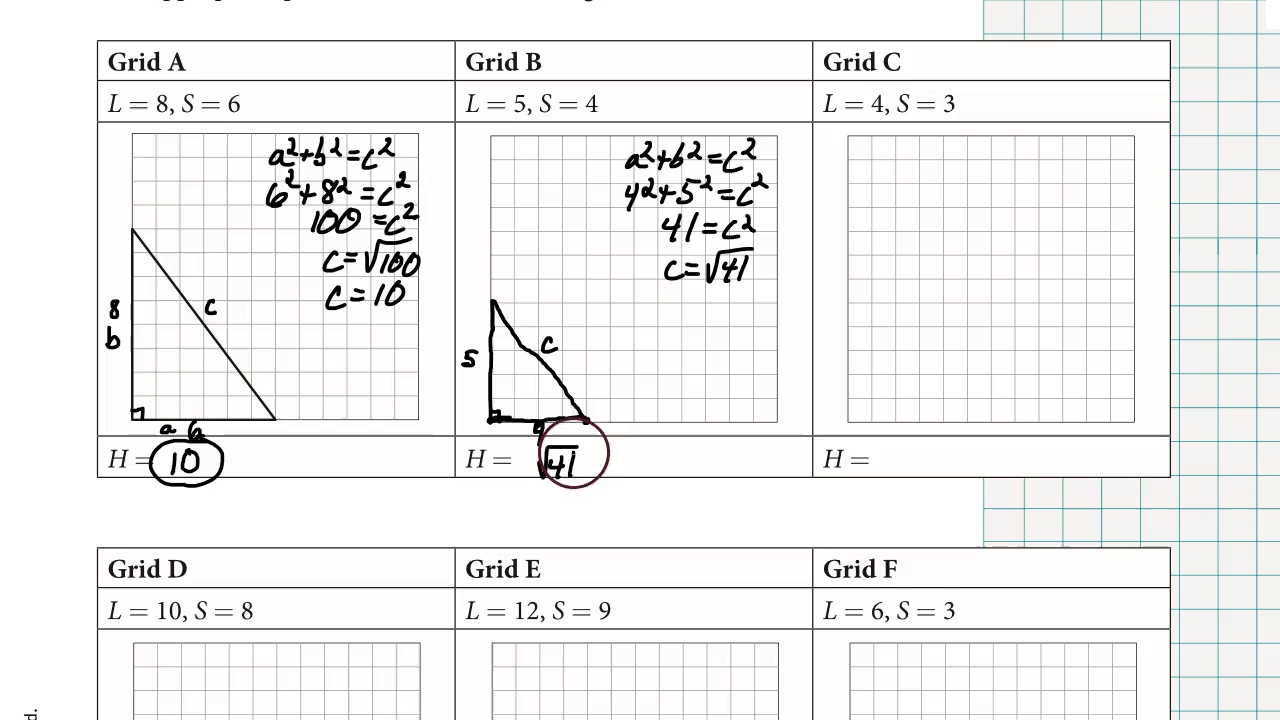 Grid A
Grid B
Grid C
L = 8, S = 6
L = 5, S = 4
L = 4, S = 3
a² + b² = c²
6² + 8² = c²
100 = c²
c = √100
c = 10
8
b
c
a 6
a² + b² = c²
4² + 5² = c²
41 = c²
c = √41
5
c
4
H = 10
H = √41
H =
Grid D
Grid E
Grid F
L = 10, S = 8
L = 12, S = 9
L = 6, S = 3
d.